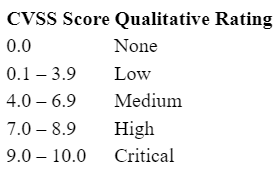 CVSS Score Qualitative Rating
0.0 None
0.1 – 3.9 Low
4.0 – 6.9 Medium
7.0 – 8.9 High
9.0 – 10.0 Critical